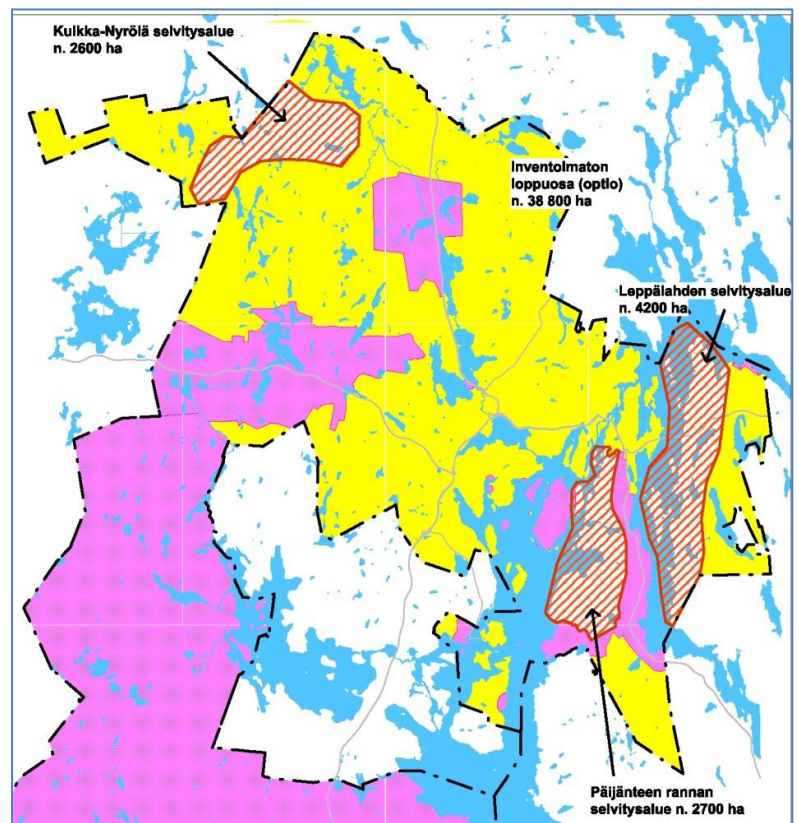 Kulkka-Nyrölä selvitysalue
n. 2600 ha
Inventoimaton
loppuosa (optio)
n. 38 800 ha
Leppälahden selvitysalue
n. 4200 ha
Päijänteen rannan
selvitysalue n. 2700 ha